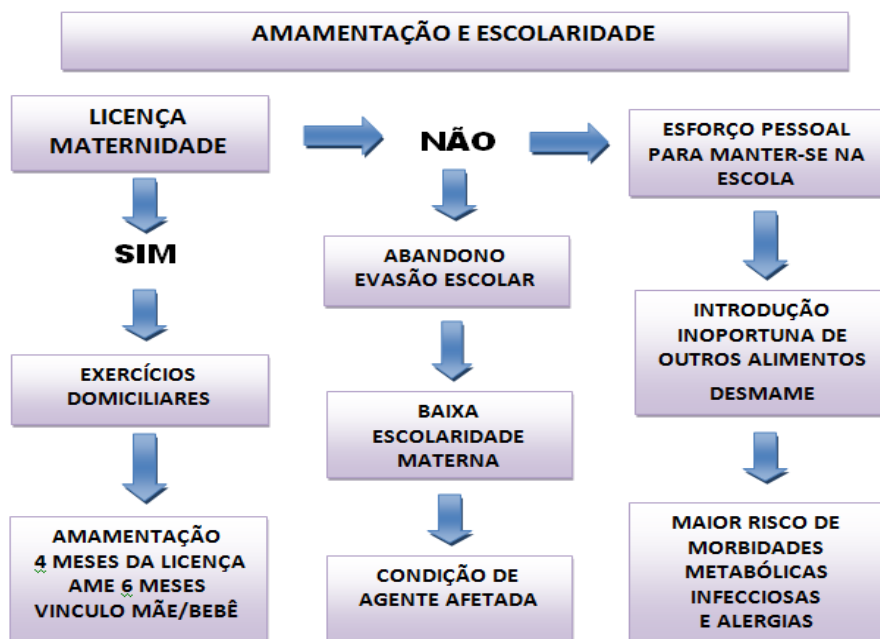 AMAMENTAÇÃO E ESCOLARIDADE
LICENÇA
MATERNIDADE
SIM
EXERCÍCIOS
DOMICILIARES
AMAMENTAÇÃO
4 MESES DA LICENÇA
AME 6 MESES
VINCULO MÃE/BEBÊ
NÃO
ABANDONO
EVASÃO ESCOLAR
BAIXA
ESCOLARIDADE
MATERNA
CONDIÇÃO DE
AGENTE AFETADA
ESFORÇO PESSOAL
PARA MANTER-SE NA
ESCOLA
INTRODUÇÃO
INOPORTUNA DE
OUTROS ALIMENTOS
DESMAME
MAIOR RISCO DE
MORBIDADES
METABÓLICAS
INFECCIOSAS
E ALERGIAS